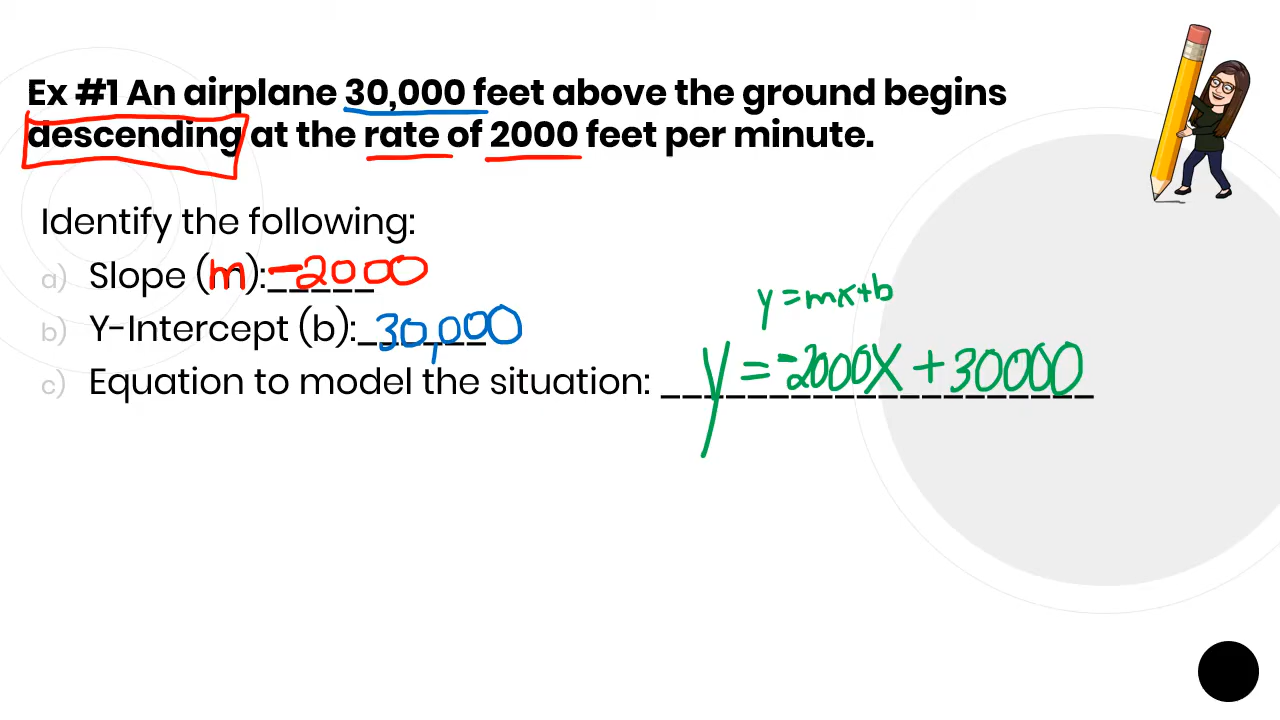 Ex #1 An airplane 30,000 feet above the ground begins
descending at the rate of 2000 feet per minute.
Identify the following:
a) Slope (m):-2000
b) Y-Intercept (b): 30,000
y=mx+b
c) Equation to model the situation: y = -2000x + 30000